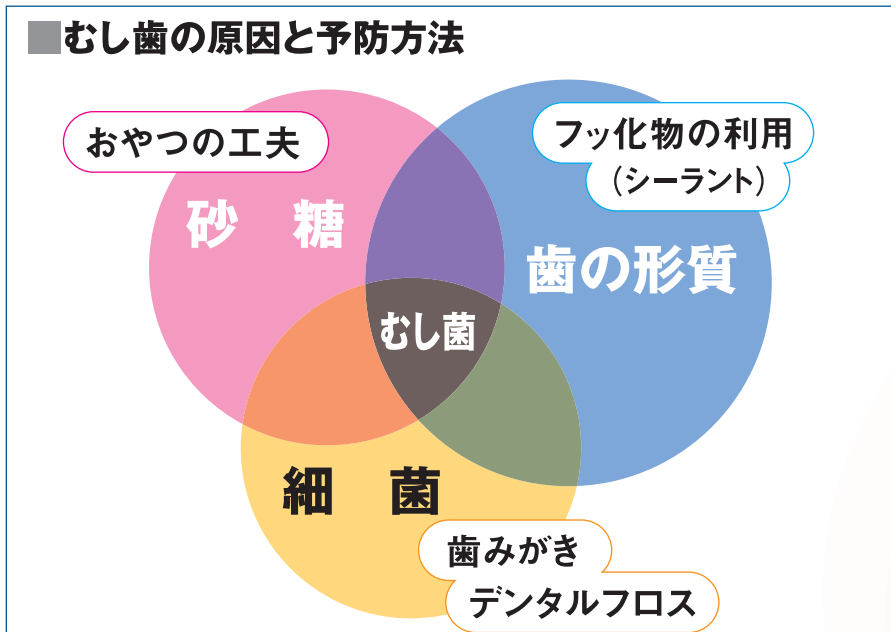 ■むし歯の原因と予防方法
おやつの工夫
フッ化物の利用
（シーラント）
砂　糖
歯の形質
むし菌
細　菌
歯みがき
デンタルフロス